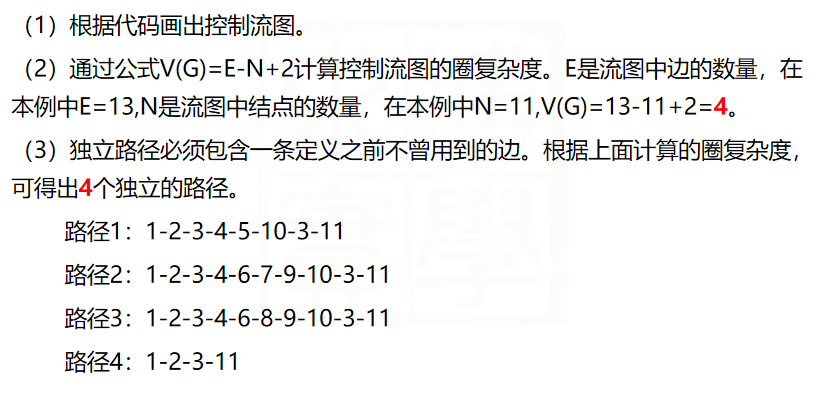 （1）根据代码画出控制流图。
（2）通过公式V(G)=E-N+2计算控制流图的圈复杂度。E是流图中边的数量，在
本例中E=13,N是流图中结点的数量，在本例中N=11,V(G)=13-11+2=4。
（3）独立路径必须包含一条定义之前不曾用到的边。根据上面计算的圈复杂度，
可得出4个独立的路径。
路径1：1-2-3-4-5-10-3-11
路径2：1-2-3-4-6-7-9-10-3-11
路径3：1-2-3-4-6-8-9-10-3-11
路径4：1-2-3-11